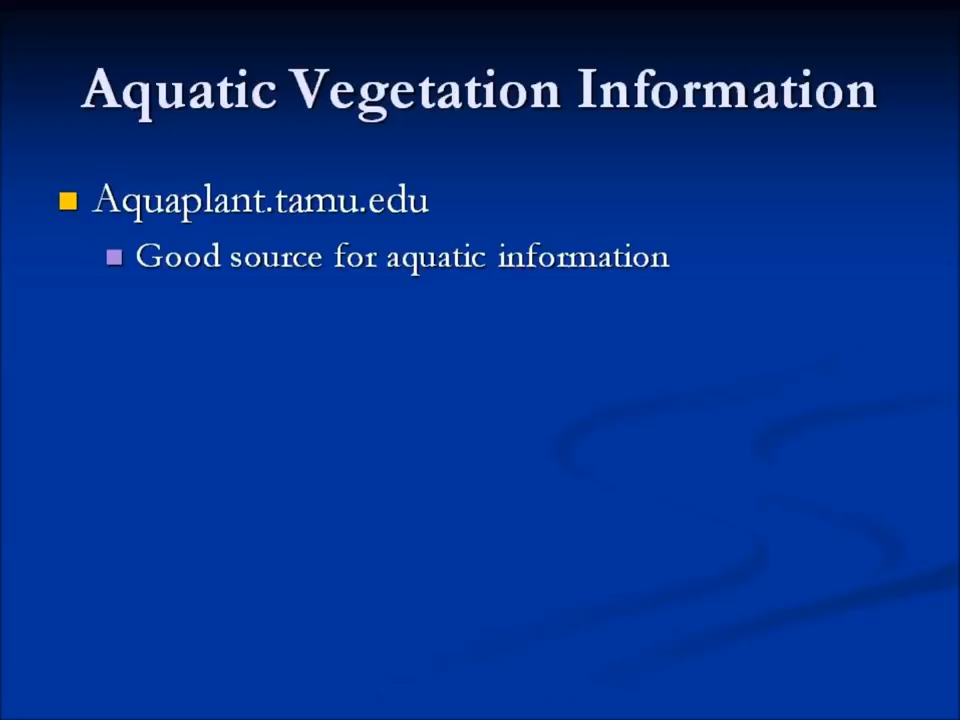 Aquatic Vegetation Information
Aquaplant.tamu.edu
Good source for aquatic information